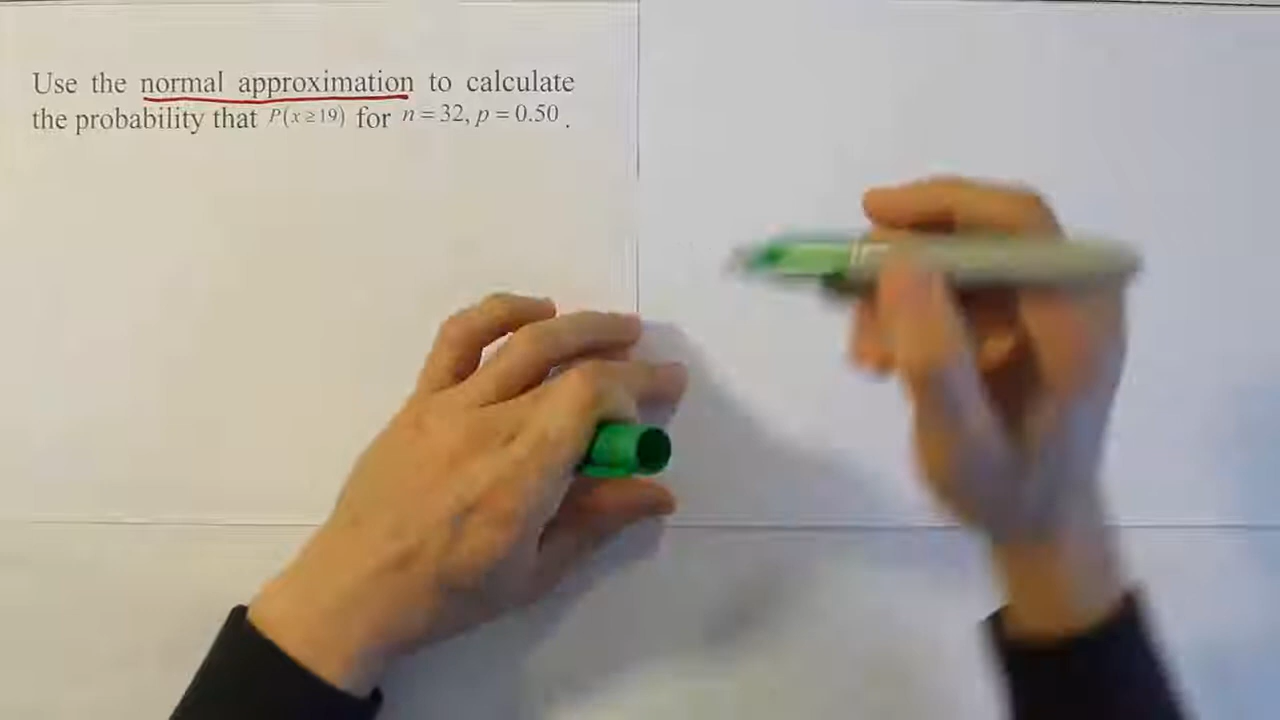 Use the normal approximation to calculate
the probability that P(x ≥ 19) for n = 32, p = 0.50 .